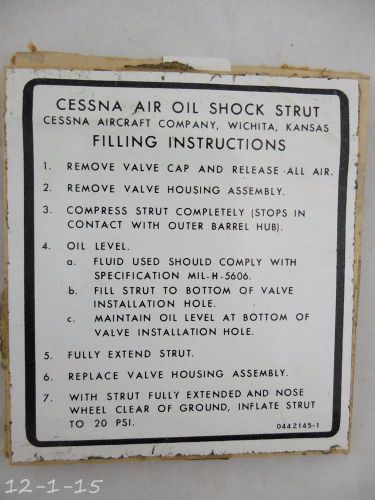 CESSNA AIR OIL SHOCK STRUT
CESSNA AIRCRAFT COMPANY, WICHITA, KANSAS
FILLING INSTRUCTIONS
1. REMOVE VALVE CAP AND RELEASE ALL AIR.
2. REMOVE VALVE HOUSING ASSEMBLY.
3. COMPRESS STRUT COMPLETELY (STOPS IN
CONTACT WITH OUTER BARREL HUB).
4. OIL LEVEL.
a. FLUID USED SHOULD COMPLY WITH
SPECIFICATION MIL-H-5606.
b. FILL STRUT TO BOTTOM OF VALVE
INSTALLATION HOLE.
c. MAINTAIN OIL LEVEL AT BOTTOM OF
VALVE INSTALLATION HOLE.
5. FULLY EXTEND STRUT.
6. REPLACE VALVE HOUSING ASSEMBLY.
7. WITH STRUT FULLY EXTENDED AND NOSE
WHEEL CLEAR OF GROUND, INFLATE STRUT
TO 20 PSI.
0442145-1
12-1-15